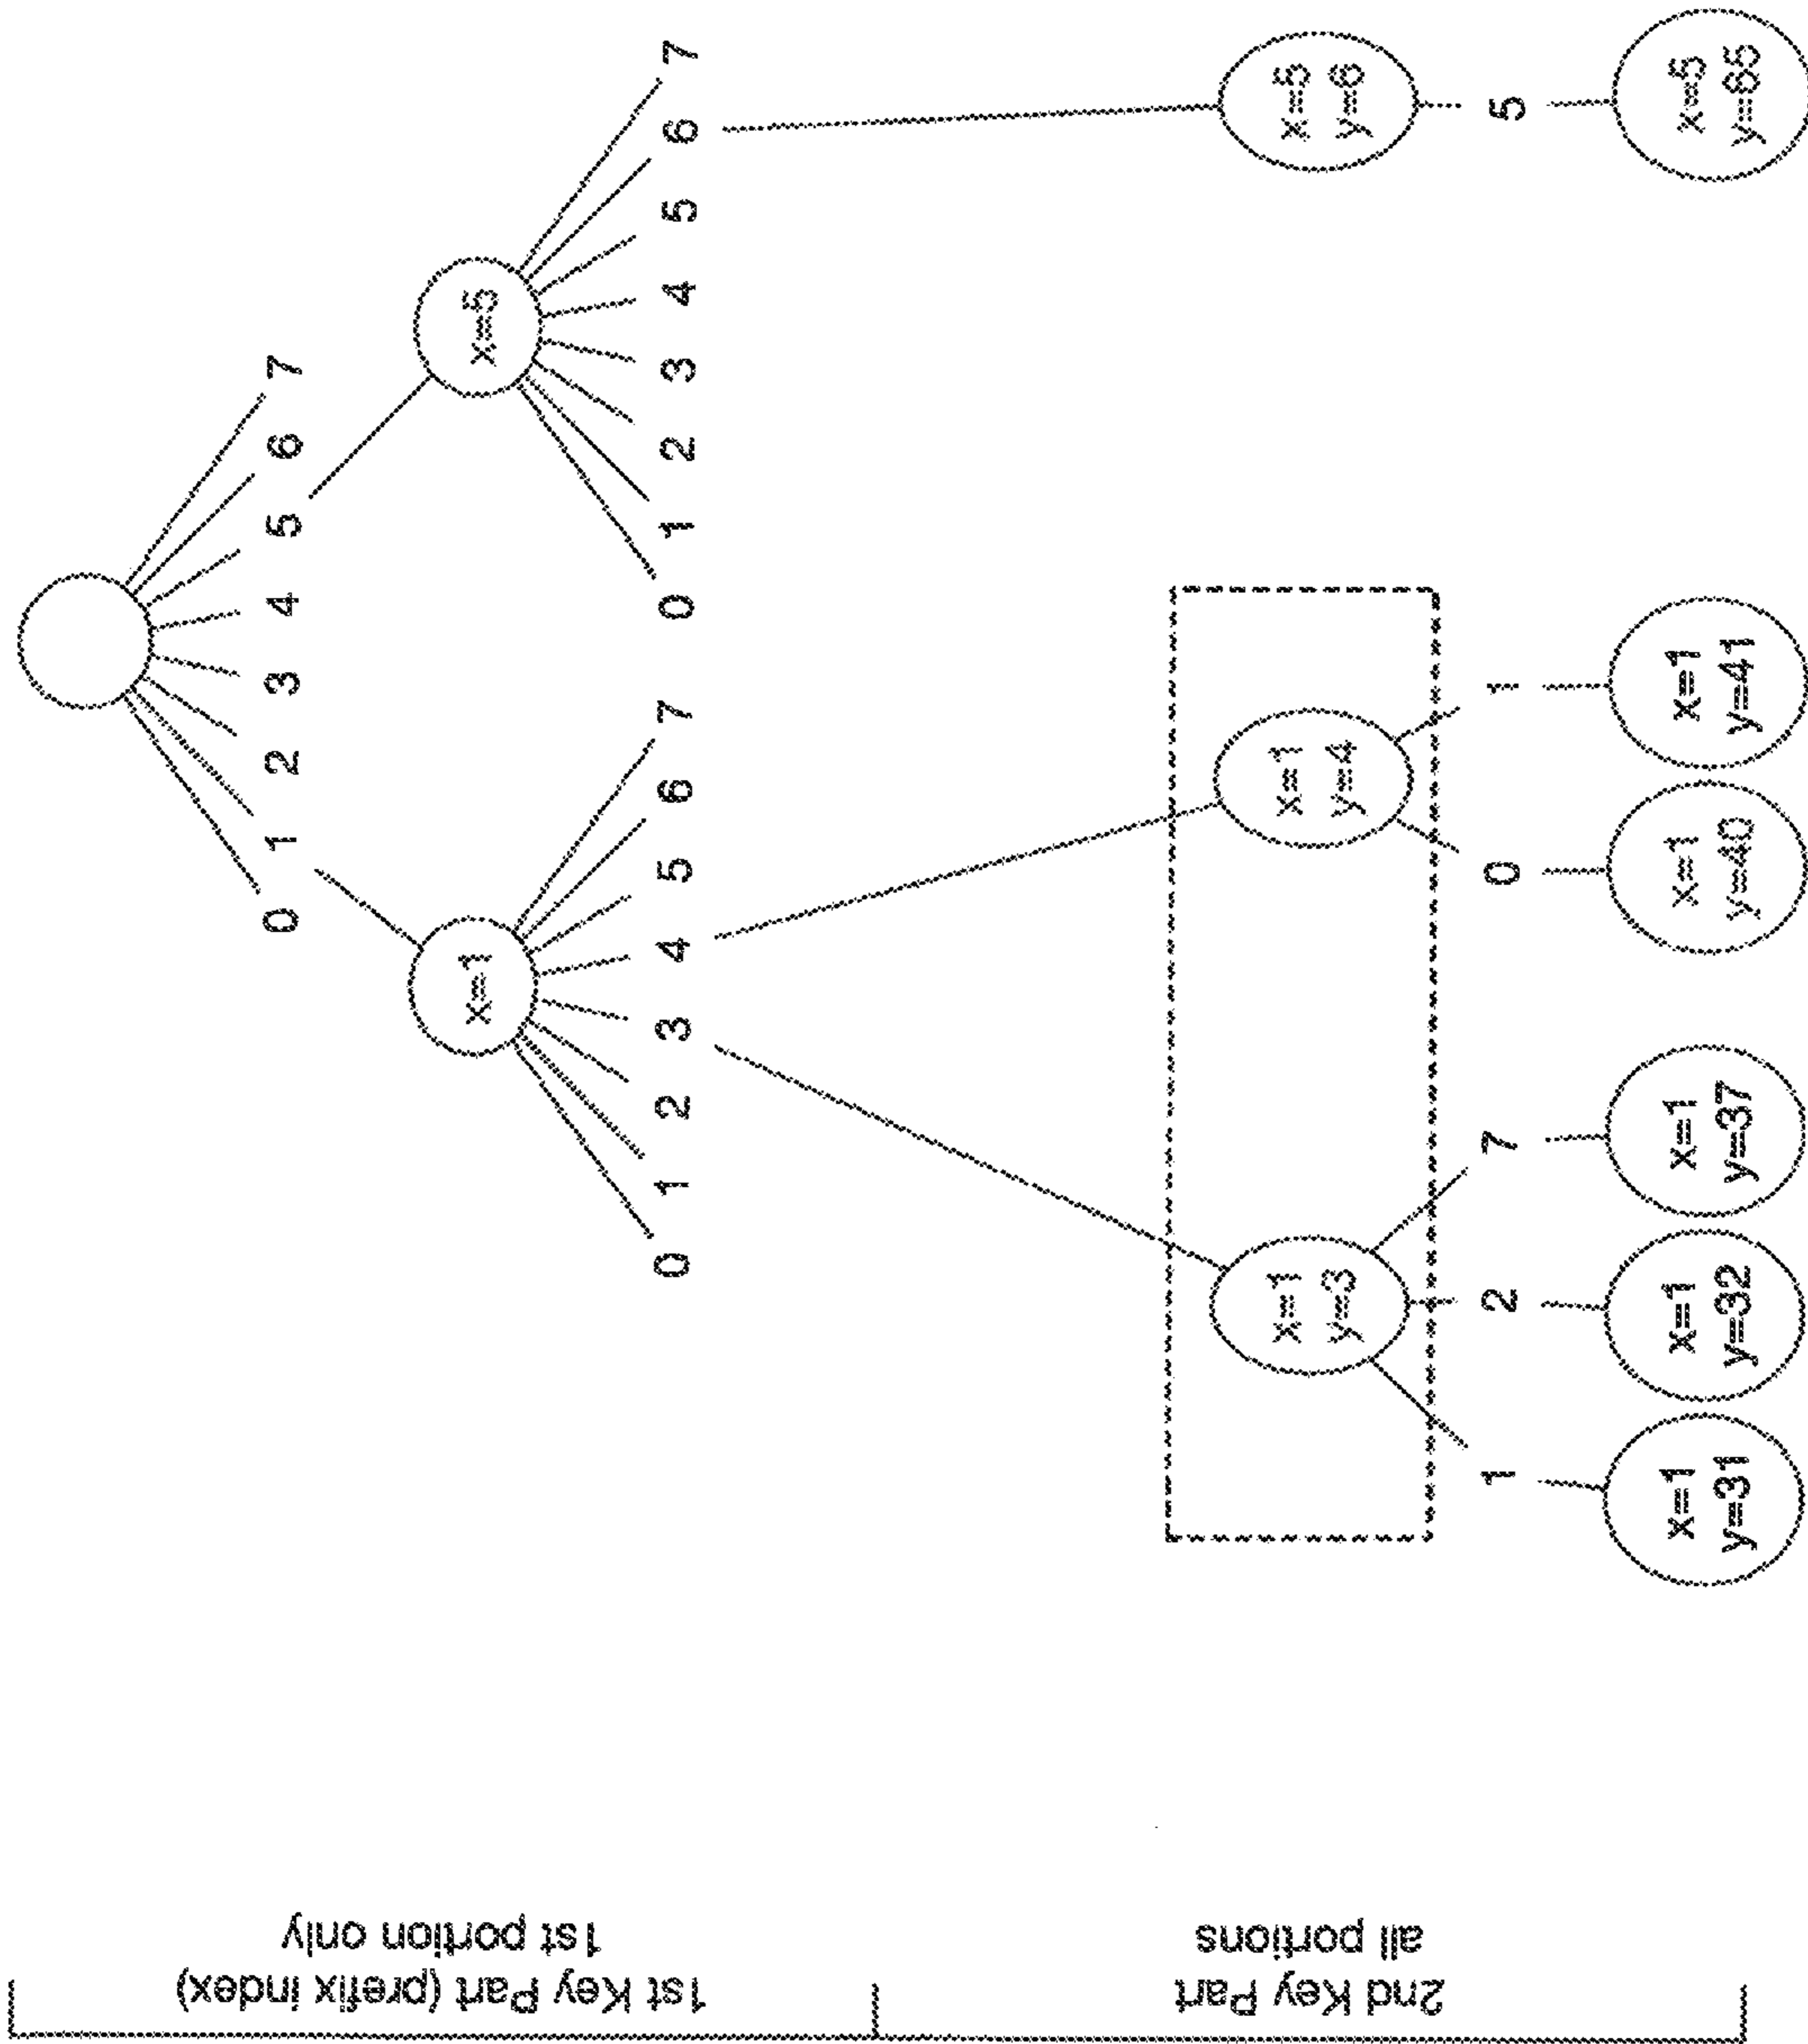 1st Key Part (prefix index)
1st portion only
0 1 2 3 4 5 6 7
x=1
x=5
0 1 2 3 4 5 6 7
0 1 2 3 4 5 6 7
2nd Key Part
all portions
x=1
y=3
x=1
y=4
x=5
y=6
1 2 7
0 1
5
x=1
y=31
x=1
y=32
x=1
y=37
x=1
y=40
x=1
y=41
x=5
y=65